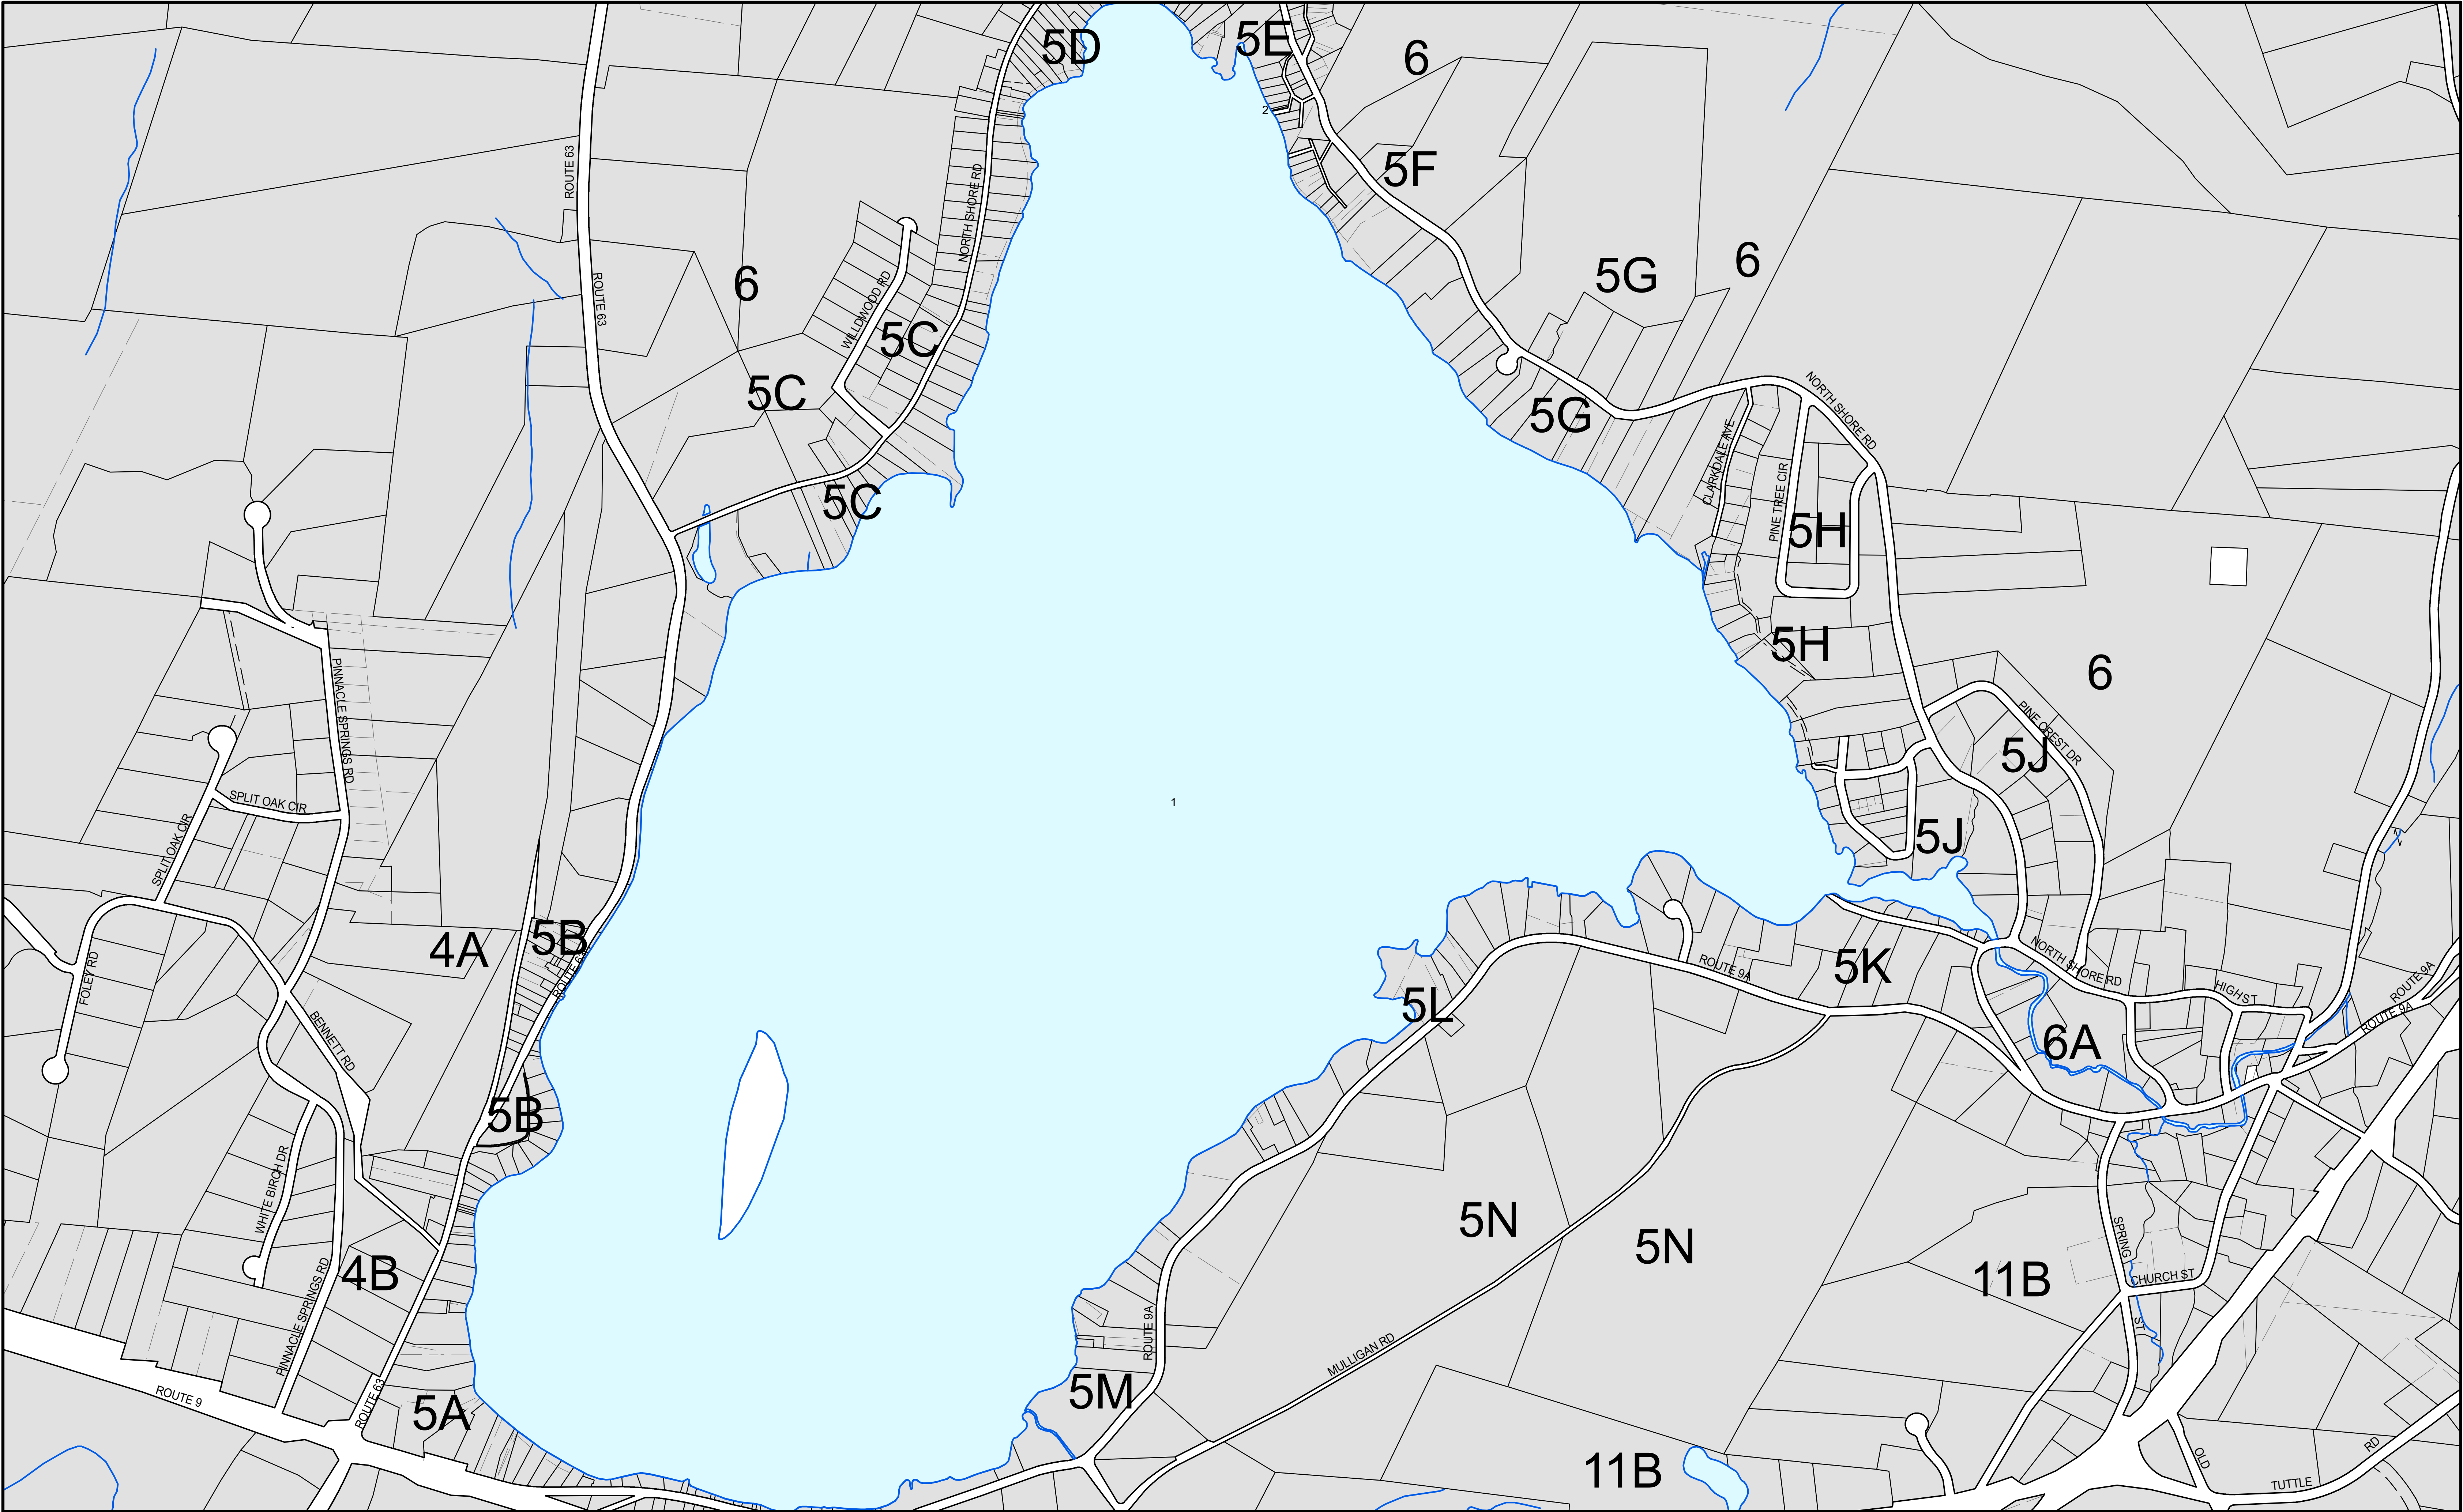 5D
5E
6
2
5F
ROUTE 63
NORTH SHORE RD
ROUTE 63
6
WILLDWOOD RD
5C
5G
6
5C
5G
NORTH SHORE RD
CLARKDALE AVE
PINE TREE CIR
5C
5H
5H
6
PINNACLE SPRINGS RD
PINE CREST DR
5J
SPLIT OAK CIR
1
SPLIT OAK CIR
5J
4A
5B
ROUTE 63
FOLEY RD
ROUTE 9A
5K
NORTH SHORE RD
HIGH ST
ROUTE 9A
ROUTE 9A
5L
BENNETT RD
6A
5B
WHITE BIRCH DR
5N
5N
4B
PINNACLE SPRINGS RD
11B
SPRING
CHURCH ST
ST
ROUTE 9A
MULLIGAN RD
ROUTE 9
ROUTE 63
5A
5M
11B
OLD
TUTTLE
RD